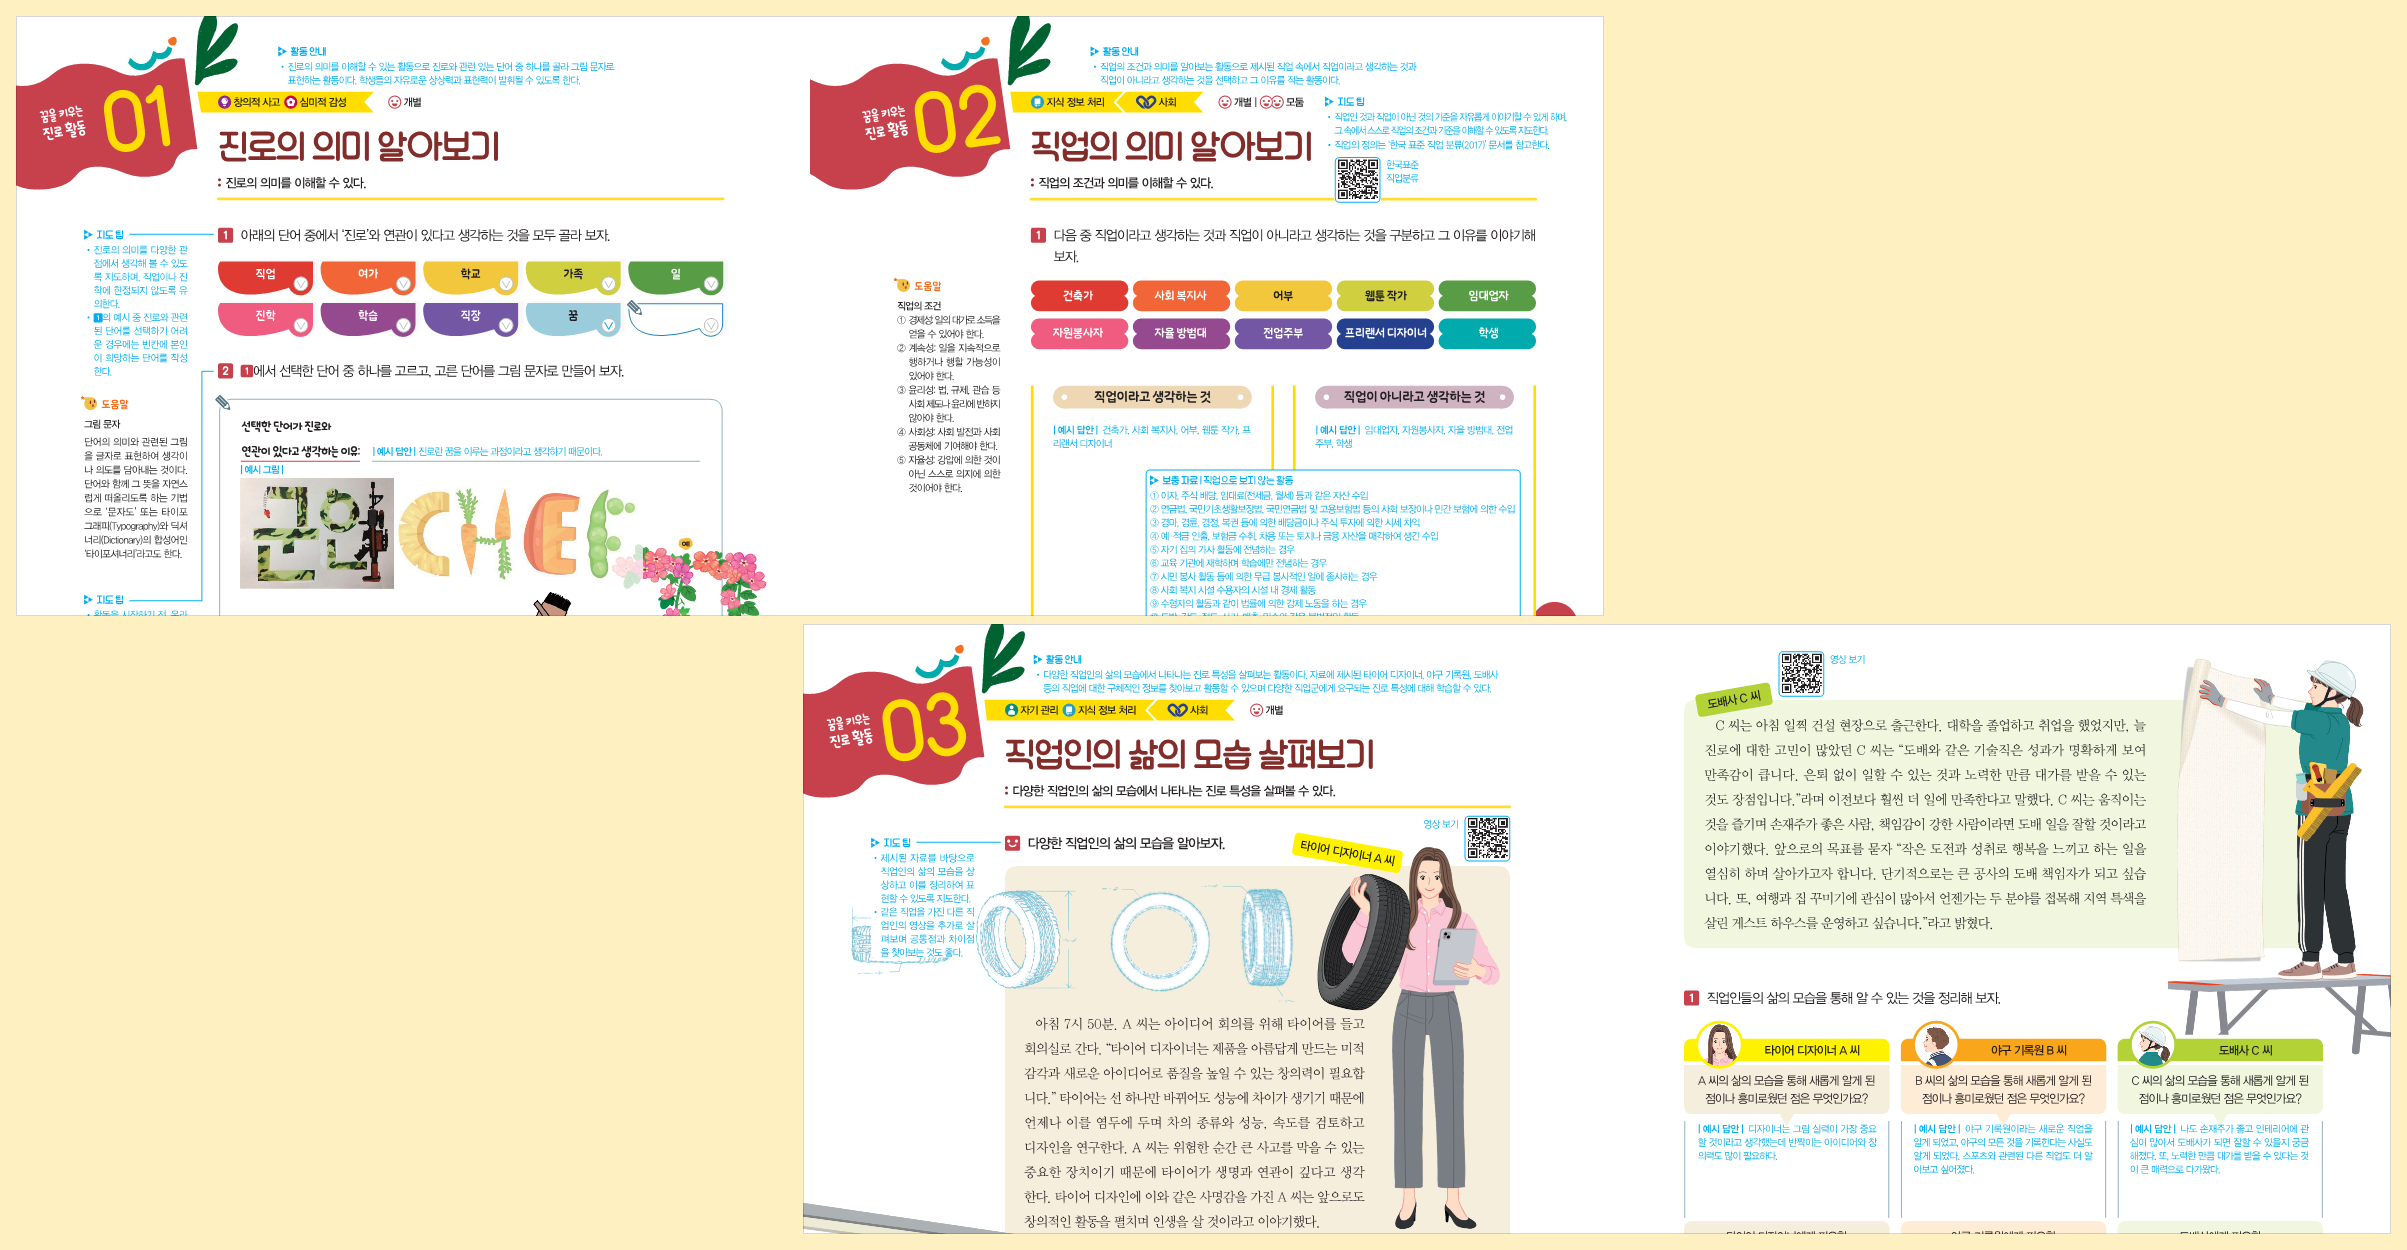 꿈을 키우는
진로 활동
01
활동 안내
• 진로의 의미를 이해할 수 있는 활동으로 진로와 관련 있는 단어 중 하나를 골라 그림 문자로
표현하는 활동이다. 학생들의 자유로운 상상력과 표현력이 발휘될 수 있도록 한다.
창의적 사고 심미적 감성 개별
진로의 의미 알아보기
: 진로의 의미를 이해할 수 있다.
지도 팁
• 진로의 의미를 다양한 관
점에서 생각해 볼 수 있도
록 지도하며, 직업이나 진
학에 한정되지 않도록 유
의한다.
• 1의 예시 중 진로와 관련
된 단어를 선택하기 어려
운 경우에는 빈칸에 본인
이 희망하는 단어를 작성
한다.
1 아래의 단어 중에서 '진로'와 연관이 있다고 생각하는 것을 모두 골라 보자.
직업 여가 학교 가족 일
진학 학습 직장 꿈
2 1에서 선택한 단어 중 하나를 고르고, 고른 단어를 그림 문자로 만들어 보자.
도움말
그림 문자
단어의 의미와 관련된 그림
을 글자로 표현하여 생각이
나 의도를 담아내는 것이다.
단어와 함께 그 뜻을 자연스
럽게 떠올리도록 하는 기법
으로 '문자도' 또는 타이포
그래피(Typography)와 딕셔
너리(Dictionary)의 합성어인
'타이포셔너리'라고도 한다.
지도 팁
선택한 단어가 진로와
연관이 있다고 생각하는 이유: | 예시 답안 | 진로란 꿈을 이루는 과정이라고 생각하기 때문이다.
| 예시 그림 |
군인
CHEE
예
꿈을 키우는
진로 활동
02
활동 안내
• 직업의 조건과 의미를 알아보는 활동으로 제시된 직업 속에서 직업이라고 생각하는 것과
직업이 아니라고 생각하는 것을 선택하고 그 이유를 적는 활동이다.
지식 정보 처리 사회 개별 | 모둠
직업의 의미 알아보기
: 직업의 조건과 의미를 이해할 수 있다.
지도 팁
• 직업인 것과 직업이 아닌 것의 기준을 자유롭게 이야기할 수 있게 하며,
그 속에서 스스로 직업의 조건과 기준을 이해할 수 있도록 지도한다.
• 직업의 정의는 '한국 표준 직업 분류(2017)' 문서를 참고한다.
한국표준
직업분류
1 다음 중 직업이라고 생각하는 것과 직업이 아니라고 생각하는 것을 구분하고 그 이유를 이야기해
보자.
건축가 사회 복지사 어부 웹툰 작가 임대업자
자원봉사자 자율 방범대 전업주부 프리랜서 디자이너 학생
도움말
직업의 조건
① 경제성: 일의 대가로 소득을
얻을 수 있어야 한다.
② 계속성: 일을 지속적으로
행하거나 행할 가능성이
있어야 한다.
③ 윤리성: 법, 규제, 관습 등
사회 제도나 윤리에 반하지
않아야 한다.
④ 사회성: 사회 발전과 사회
공동체에 기여해야 한다.
⑤ 자율성: 강압에 의한 것이
아닌 스스로 의지에 의한
것이어야 한다.
직업이라고 생각하는 것
| 예시 답안 | 건축가, 사회 복지사, 어부, 웹툰 작가, 프
리랜서 디자이너
직업이 아니라고 생각하는 것
| 예시 답안 | 임대업자, 자원봉사자, 자율 방범대, 전업
주부, 학생
보충 자료 | 직업으로 보지 않는 활동
① 이자, 주식 배당, 임대료(전세금, 월세) 등과 같은 자산 수입
② 연금법, 국민기초생활보장법, 국민연금법 및 고용보험법 등의 사회 보장이나 민간 보험에 의한 수입
③ 경마, 경륜, 경정, 복권 등에 의한 배당금이나 주식 투자에 의한 시세 차익
④ 예·적금 인출, 보험금 수취, 차용 또는 토지나 금융 자산을 매각하여 생긴 수입
⑤ 자기 집의 가사 활동에 전념하는 경우
⑥ 교육 기관에 재학하며 학습에만 전념하는 경우
⑦ 시민 봉사 활동 등에 의한 무급 봉사적인 일에 종사하는 경우
⑧ 사회 복지 시설 수용자의 시설 내 경제 활동
⑨ 수형자의 활동과 같이 법률에 의한 강제 노동을 하는 경우
꿈을 키우는
진로 활동
03
활동 안내
• 다양한 직업인의 삶의 모습에서 나타나는 진로 특성을 살펴보는 활동이다. 자료에 제시된 타이어 디자이너, 야구 기록원, 도배사
등의 직업에 대한 구체적인 정보를 찾아보고 활용할 수 있으며 다양한 직업군에게 요구되는 진로 특성에 대해 학습할 수 있다.
자기 관리 지식 정보 처리 사회 개별
직업인의 삶의 모습 살펴보기
: 다양한 직업인의 삶의 모습에서 나타나는 진로 특성을 살펴볼 수 있다.
영상 보기
지도 팁
• 제시된 자료를 바탕으로
직업인의 삶의 모습을 상
상하고 이를 정리하여 표
현할 수 있도록 지도한다.
• 같은 직업을 가진 다른 직
업인의 영상을 추가로 살
펴보며 공통점과 차이점
을 찾아보는 것도 좋다.
다양한 직업인의 삶의 모습을 알아보자.
타이어 디자이너 A 씨
아침 7시 50분. A 씨는 아이디어 회의를 위해 타이어를 들고
회의실로 간다. “타이어 디자이너는 제품을 아름답게 만드는 미적
감각과 새로운 아이디어로 품질을 높일 수 있는 창의력이 필요합
니다.” 타이어는 선 하나만 바뀌어도 성능에 차이가 생기기 때문에
언제나 이를 염두에 두며 차의 종류와 성능, 속도를 검토하고
디자인을 연구한다. A 씨는 위험한 순간 큰 사고를 막을 수 있는
중요한 장치이기 때문에 타이어가 생명과 연관이 깊다고 생각
한다. 타이어 디자인에 이와 같은 사명감을 가진 A 씨는 앞으로도
창의적인 활동을 펼치며 인생을 살 것이라고 이야기했다.
영상 보기
도배사 C 씨
C 씨는 아침 일찍 건설 현장으로 출근한다. 대학을 졸업하고 취업을 했었지만, 늘
진로에 대한 고민이 많았던 C 씨는 “도배와 같은 기술직은 성과가 명확하게 보여
만족감이 큽니다. 은퇴 없이 일할 수 있는 것과 노력한 만큼 대가를 받을 수 있는
것도 장점입니다.”라며 이전보다 훨씬 더 일에 만족한다고 말했다. C 씨는 움직이는
것을 즐기며 손재주가 좋은 사람, 책임감이 강한 사람이라면 도배 일을 잘할 것이라고
이야기했다. 앞으로의 목표를 묻자 “작은 도전과 성취로 행복을 느끼고 하는 일을
열심히 하며 살아가고자 합니다. 단기적으로는 큰 공사의 도배 책임자가 되고 싶습
니다. 또, 여행과 집 꾸미기에 관심이 많아서 언젠가는 두 분야를 접목해 지역 특색을
살린 게스트 하우스를 운영하고 싶습니다.”라고 밝혔다.
1 직업인들의 삶의 모습을 통해 알 수 있는 것을 정리해 보자.
타이어 디자이너 A 씨
A 씨의 삶의 모습을 통해 새롭게 알게 된
점이나 흥미로웠던 점은 무엇인가요?
| 예시 답안 | 디자이너는 그림 실력이 가장 중요
할 것이라고 생각했는데 반짝이는 아이디어와 창
의력도 많이 필요하다.
야구 기록원 B 씨
B 씨의 삶의 모습을 통해 새롭게 알게 된
점이나 흥미로웠던 점은 무엇인가요?
| 예시 답안 | 야구 기록원이라는 새로운 직업을
알게 되었고, 야구의 모든 것을 기록한다는 사실도
알게 되었다. 스포츠와 관련된 다른 직업도 더 알
아보고 싶어졌다.
도배사 C 씨
C 씨의 삶의 모습을 통해 새롭게 알게 된
점이나 흥미로웠던 점은 무엇인가요?
| 예시 답안 | 나도 손재주가 좋고 인테리어에 관
심이 많아서 도배사가 되면 잘할 수 있을지 궁금
해졌다. 또, 노력한 만큼 대가를 받을 수 있다는 것
이 큰 매력으로 다가왔다.